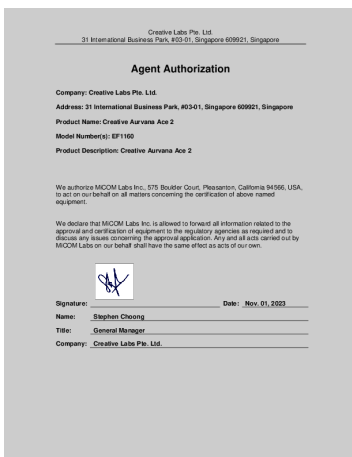 Creative Labs Pte. Ltd.
31 International Business Park, #03-01, Singapore 609921, Singapore
Agent Authorization
Company: Creative Labs Pte. Ltd.
Address: 31 International Business Park, #03-01, Singapore 609921, Singapore
Product Name: Creative Aurvana Ace 2
Model Number(s): EF1160
Product Description: Creative Aurvana Ace 2
We authorize MiCOM Labs Inc., 575 Boulder Court, Pleasanton, California 94566, USA,
to act on our behalf on all matters concerning the certification of above named
equipment.
We declare that MiCOM Labs Inc. is allowed to forward all information related to the
approval and certification of equipment to the regulatory agencies as required and to
discuss any issues concerning the approval application. Any and all acts carried out by
MiCOM Labs on our behalf shall have the same effect as acts of our own.
Signature: Date: Nov. 01, 2023
Name: Stephen Choong
Title: General Manager
Company: Creative Labs Pte. Ltd.